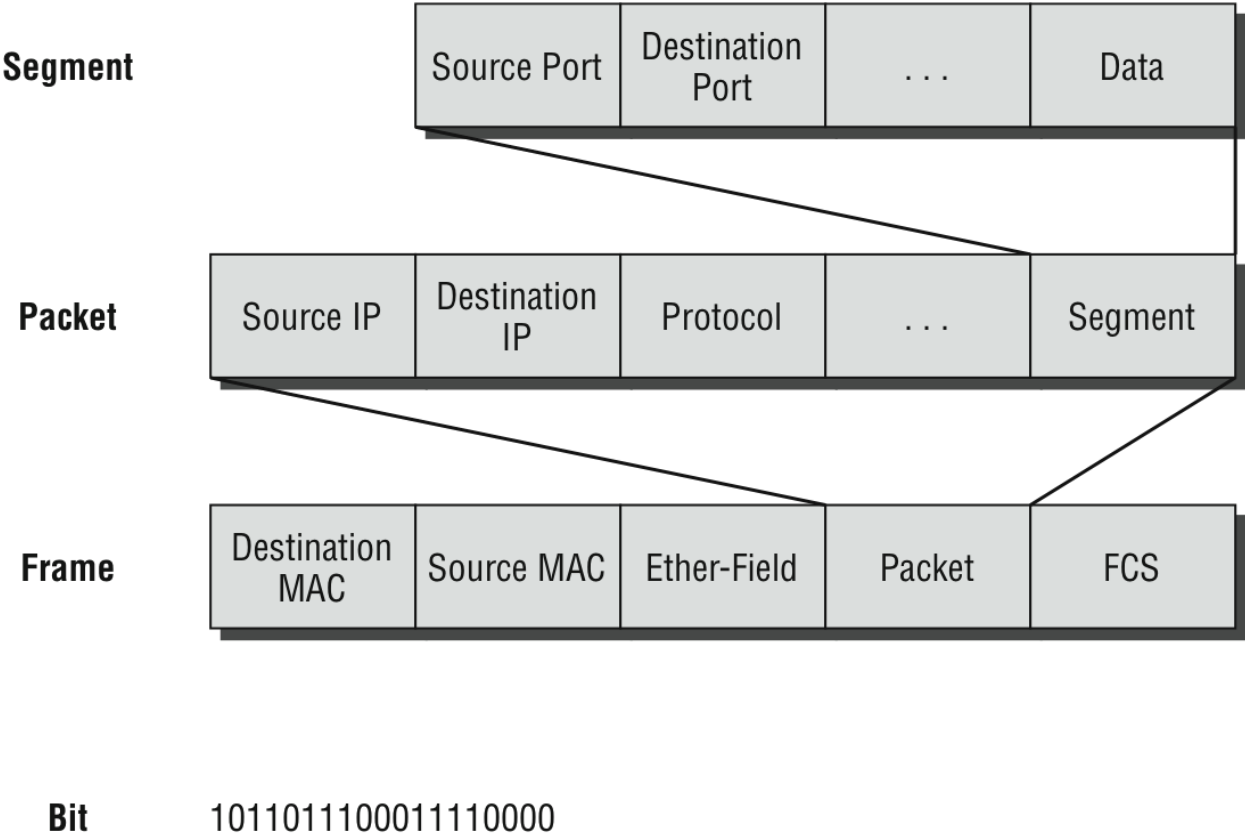 Segment
Source Port
Destination
Port
. . .
Data
Packet
Source IP
Destination
IP
Protocol
. . .
Segment
Frame
Destination
MAC
Source MAC
Ether-Field
Packet
FCS
Bit
1011011100011110000